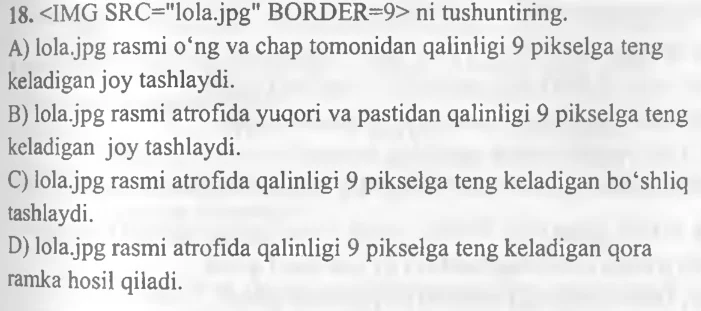 18. <IMG SRC="lola.jpg" BORDER=9> ni tushuntiring.
A) lola.jpg rasmi o‘ng va chap tomonidan qalinligi 9 pikselga teng
keladigan joy tashlaydi.
B) lola.jpg rasmi atrofida yuqori va pastidan qalinligi 9 pikselga teng
keladigan joy tashlaydi.
C) lola.jpg rasmi atrofida qalinligi 9 pikselga teng keladigan bo‘shliq
tashlaydi.
D) lola.jpg rasmi atrofida qalinligi 9 pikselga teng keladigan qora
ramka hosil qiladi.